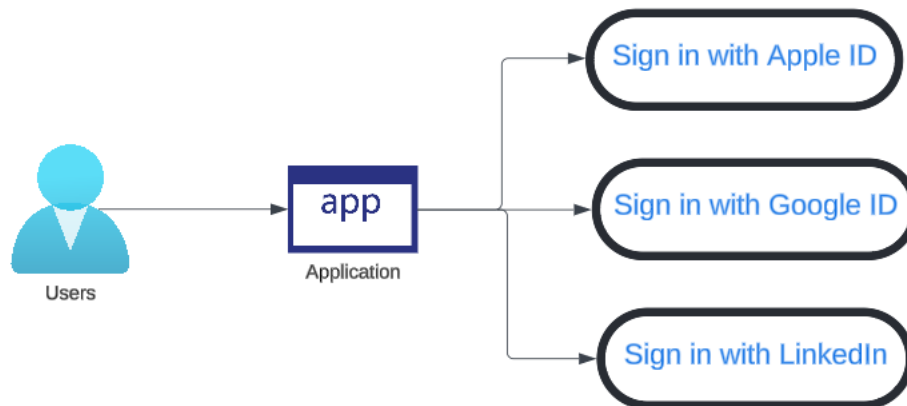 Sign in with Apple ID
app
Sign in with Google ID
Application
Users
Sign in with LinkedIn